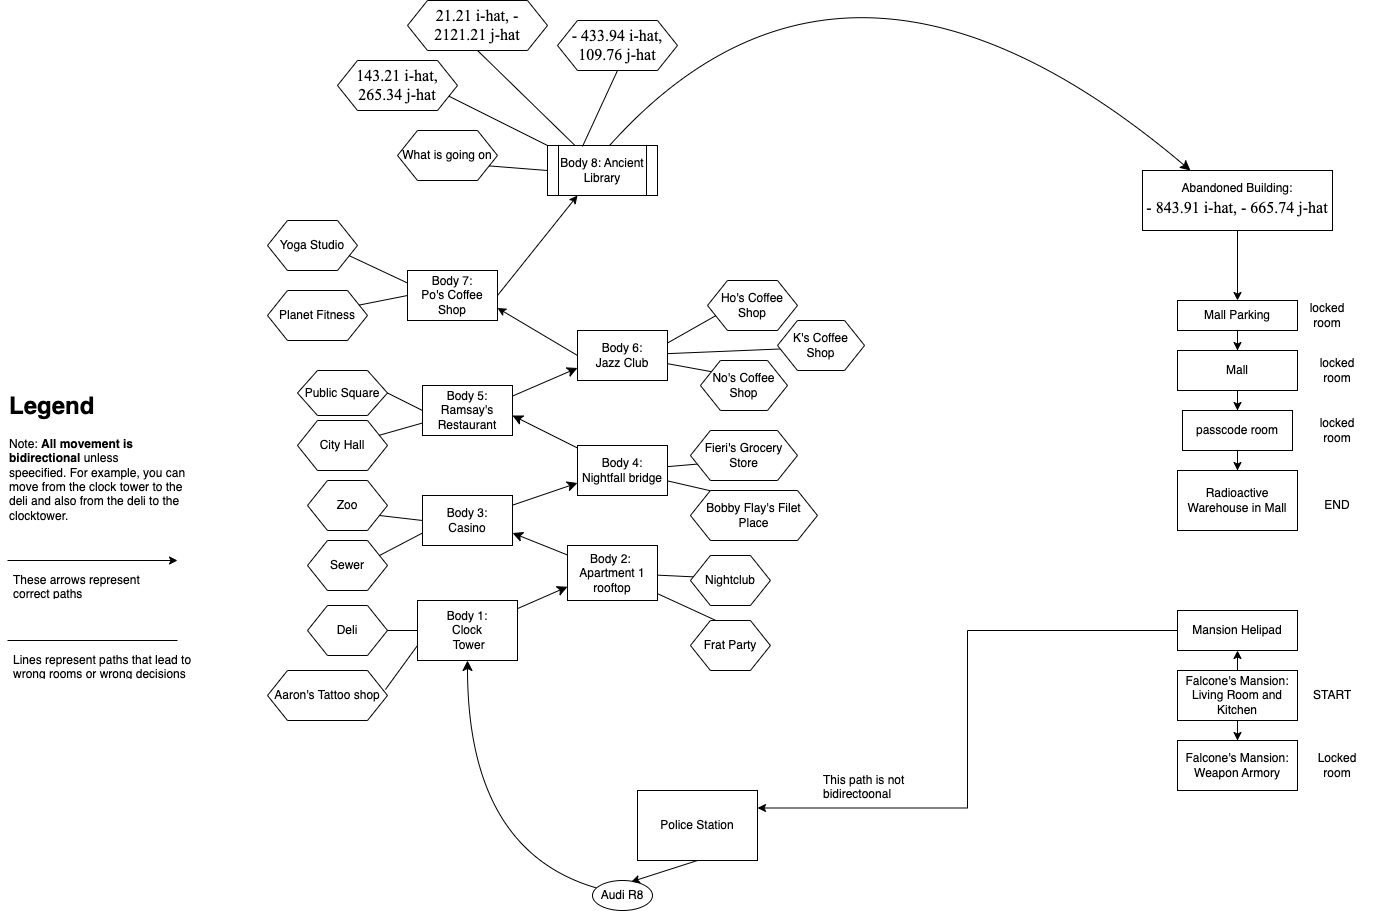 21.21 i-hat, -
2121.21 j-hat
- 433.94 i-hat,
109.76 j-hat
143.21 i-hat,
265.34 j-hat
What is going on
Body 8: Ancient
Library
Abandoned Building:
- 843.91 i-hat, - 665.74 j-hat
Yoga Studio
Planet Fitness
Body 7:
Po's Coffee
Shop
Ho's Coffee
Shop
K's Coffee
Shop
No's Coffee
Shop
Body 6:
Jazz Club
Mall Parking
locked
room
Mall
locked
room
passcode room
locked
room
Radioactive
Warehouse in Mall
END
Public Square
City Hall
Body 5:
Ramsay's
Restaurant
Body 4:
Nightfall bridge
Fieri's Grocery
Store
Bobby Flay's Filet
Place
Zoo
Sewer
Body 3:
Casino
Body 2:
Apartment 1
rooftop
Nightclub
Frat Party
Deli
Aaron's Tattoo shop
Body 1:
Clock
Tower
Legend
Note: All movement is
bidirectional unless
speedified. For example, you can
move from the clock tower to the
deli and also from the deli to the
clocktower.
These arrows represent
correct paths
Lines represent paths that lead to
wrong rooms or wrong decisions
Mansion Helipad
Falcone's Mansion:
Living Room and
Kitchen
START
Falcone's Mansion:
Weapon Armory
Locked
room
This path is not
bidirectoonal
Police Station
Audi R8